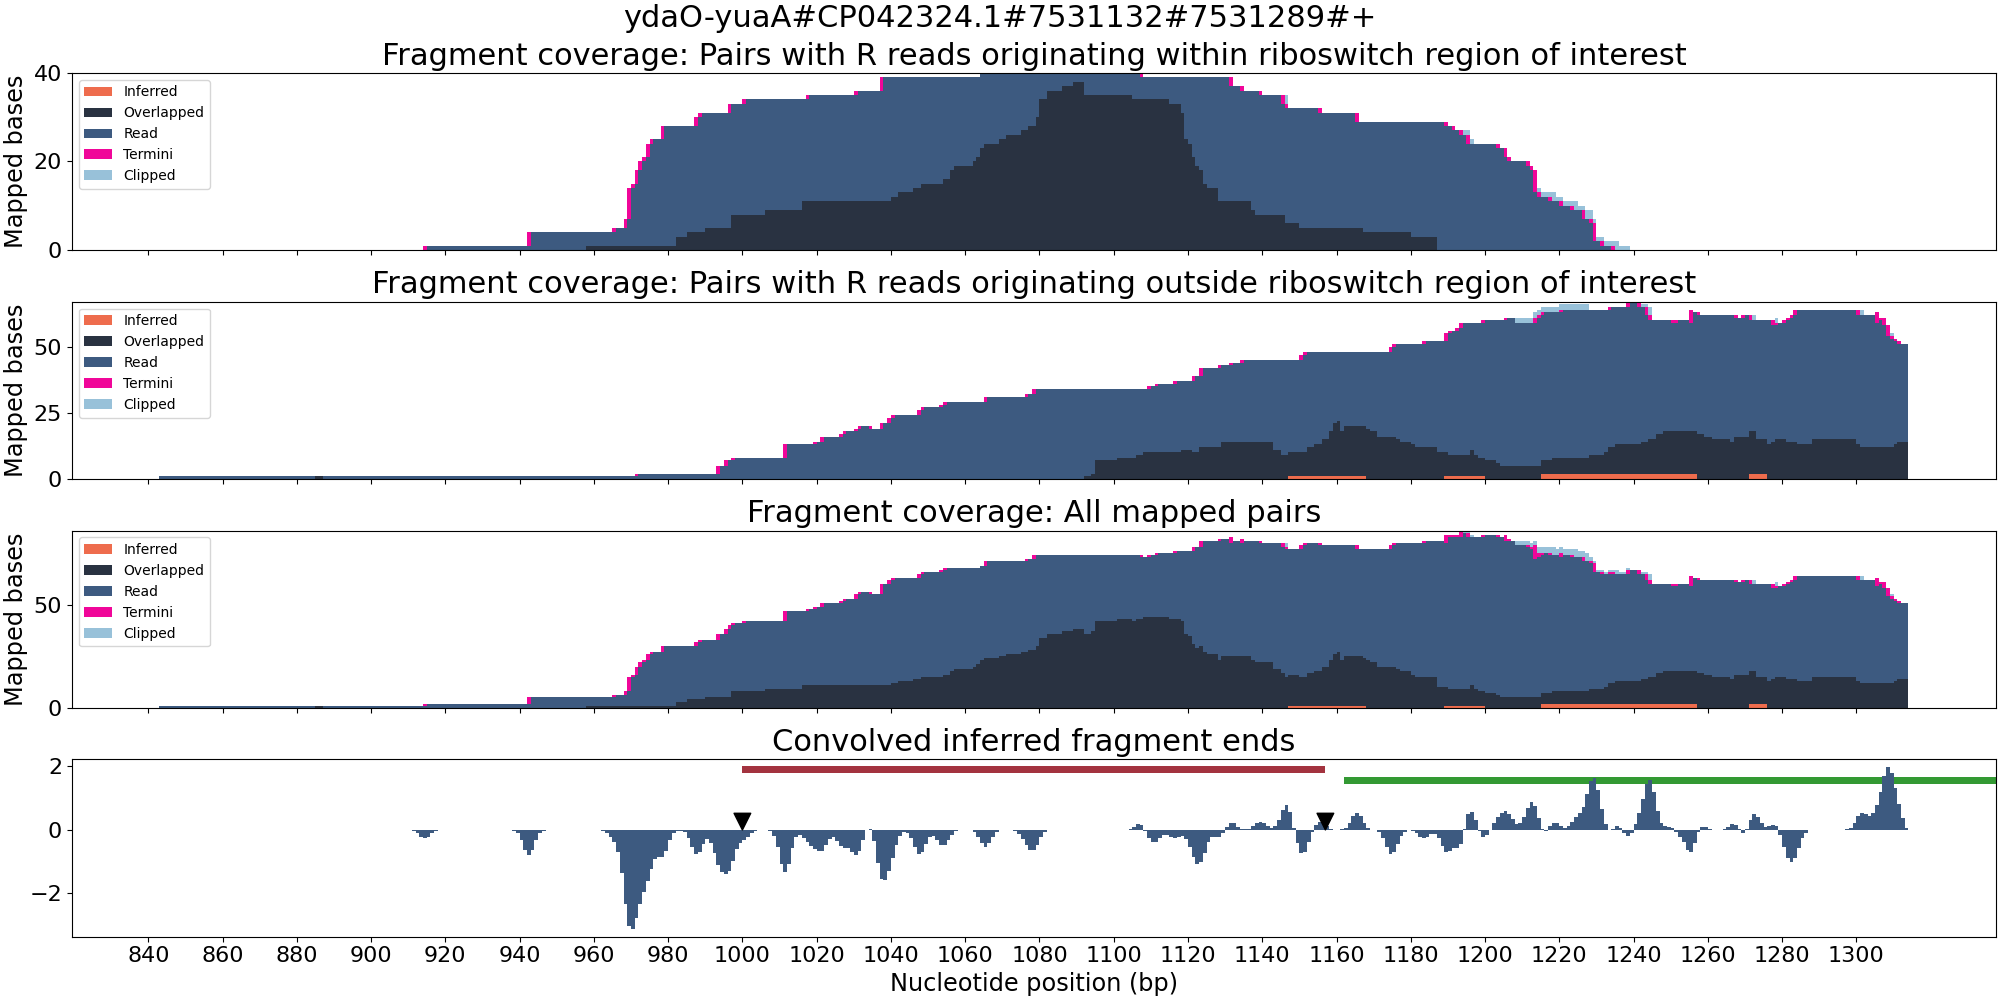 ydaO-yuaA#CP042324.1#7531132#7531289#+
Fragment coverage: Pairs with R reads originating within riboswitch region of interest
Mapped bases
40
20
0
Inferred
Overlapped
Read
Termini
Clipped
Fragment coverage: Pairs with R reads originating outside riboswitch region of interest
Mapped bases
50
25
0
Inferred
Overlapped
Read
Termini
Clipped
Fragment coverage: All mapped pairs
Mapped bases
50
0
Inferred
Overlapped
Read
Termini
Clipped
Convolved inferred fragment ends
2
0
−2
840 860 880 900 920 940 960 980 1000 1020 1040 1060 1080 1100 1120 1140 1160 1180 1200 1220 1240 1260 1280 1300
Nucleotide position (bp)